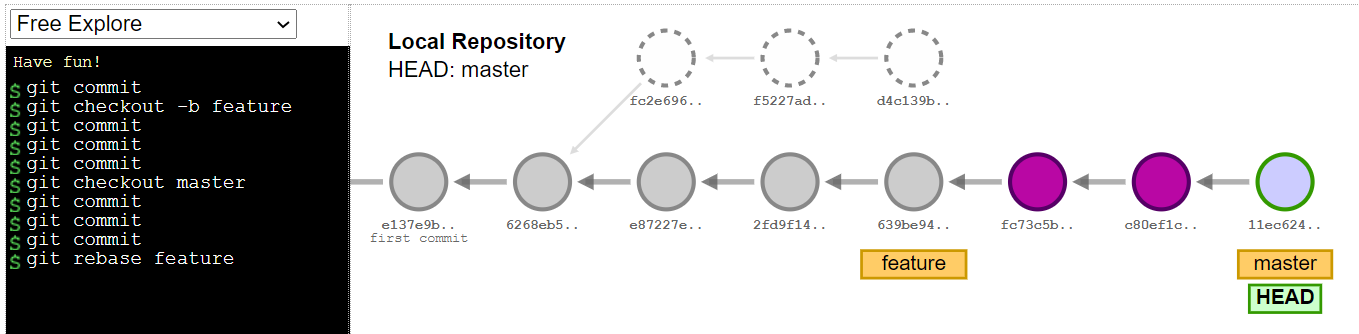 Free Explore
Have fun!
$ git commit
$ git checkout -b feature
$ git commit
$ git commit
$ git commit
$ git checkout master
$ git commit
$ git commit
$ git commit
$ git rebase feature
Local Repository
HEAD: master
fc2e696.. f5227ad.. d4c139b..
e137e9b.. 6268eb5.. e87227e.. 2fd9f14.. 639be94.. fc73c5b.. c80ef1c.. 11ec624..
first commit
feature master
HEAD